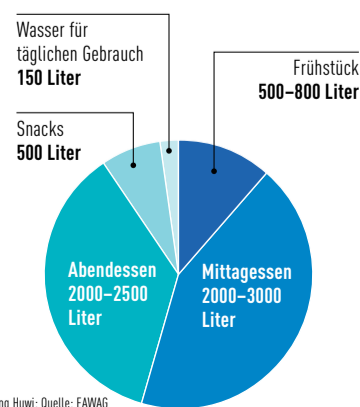 Wasser für
täglichen Gebrauch
150 Liter
Frühstück
500–800 Liter
Snacks
500 Liter
Abendessen
2000–2500
Liter
Mittagessen
2000–3000
Liter
Huwi; Quelle: EAWAG